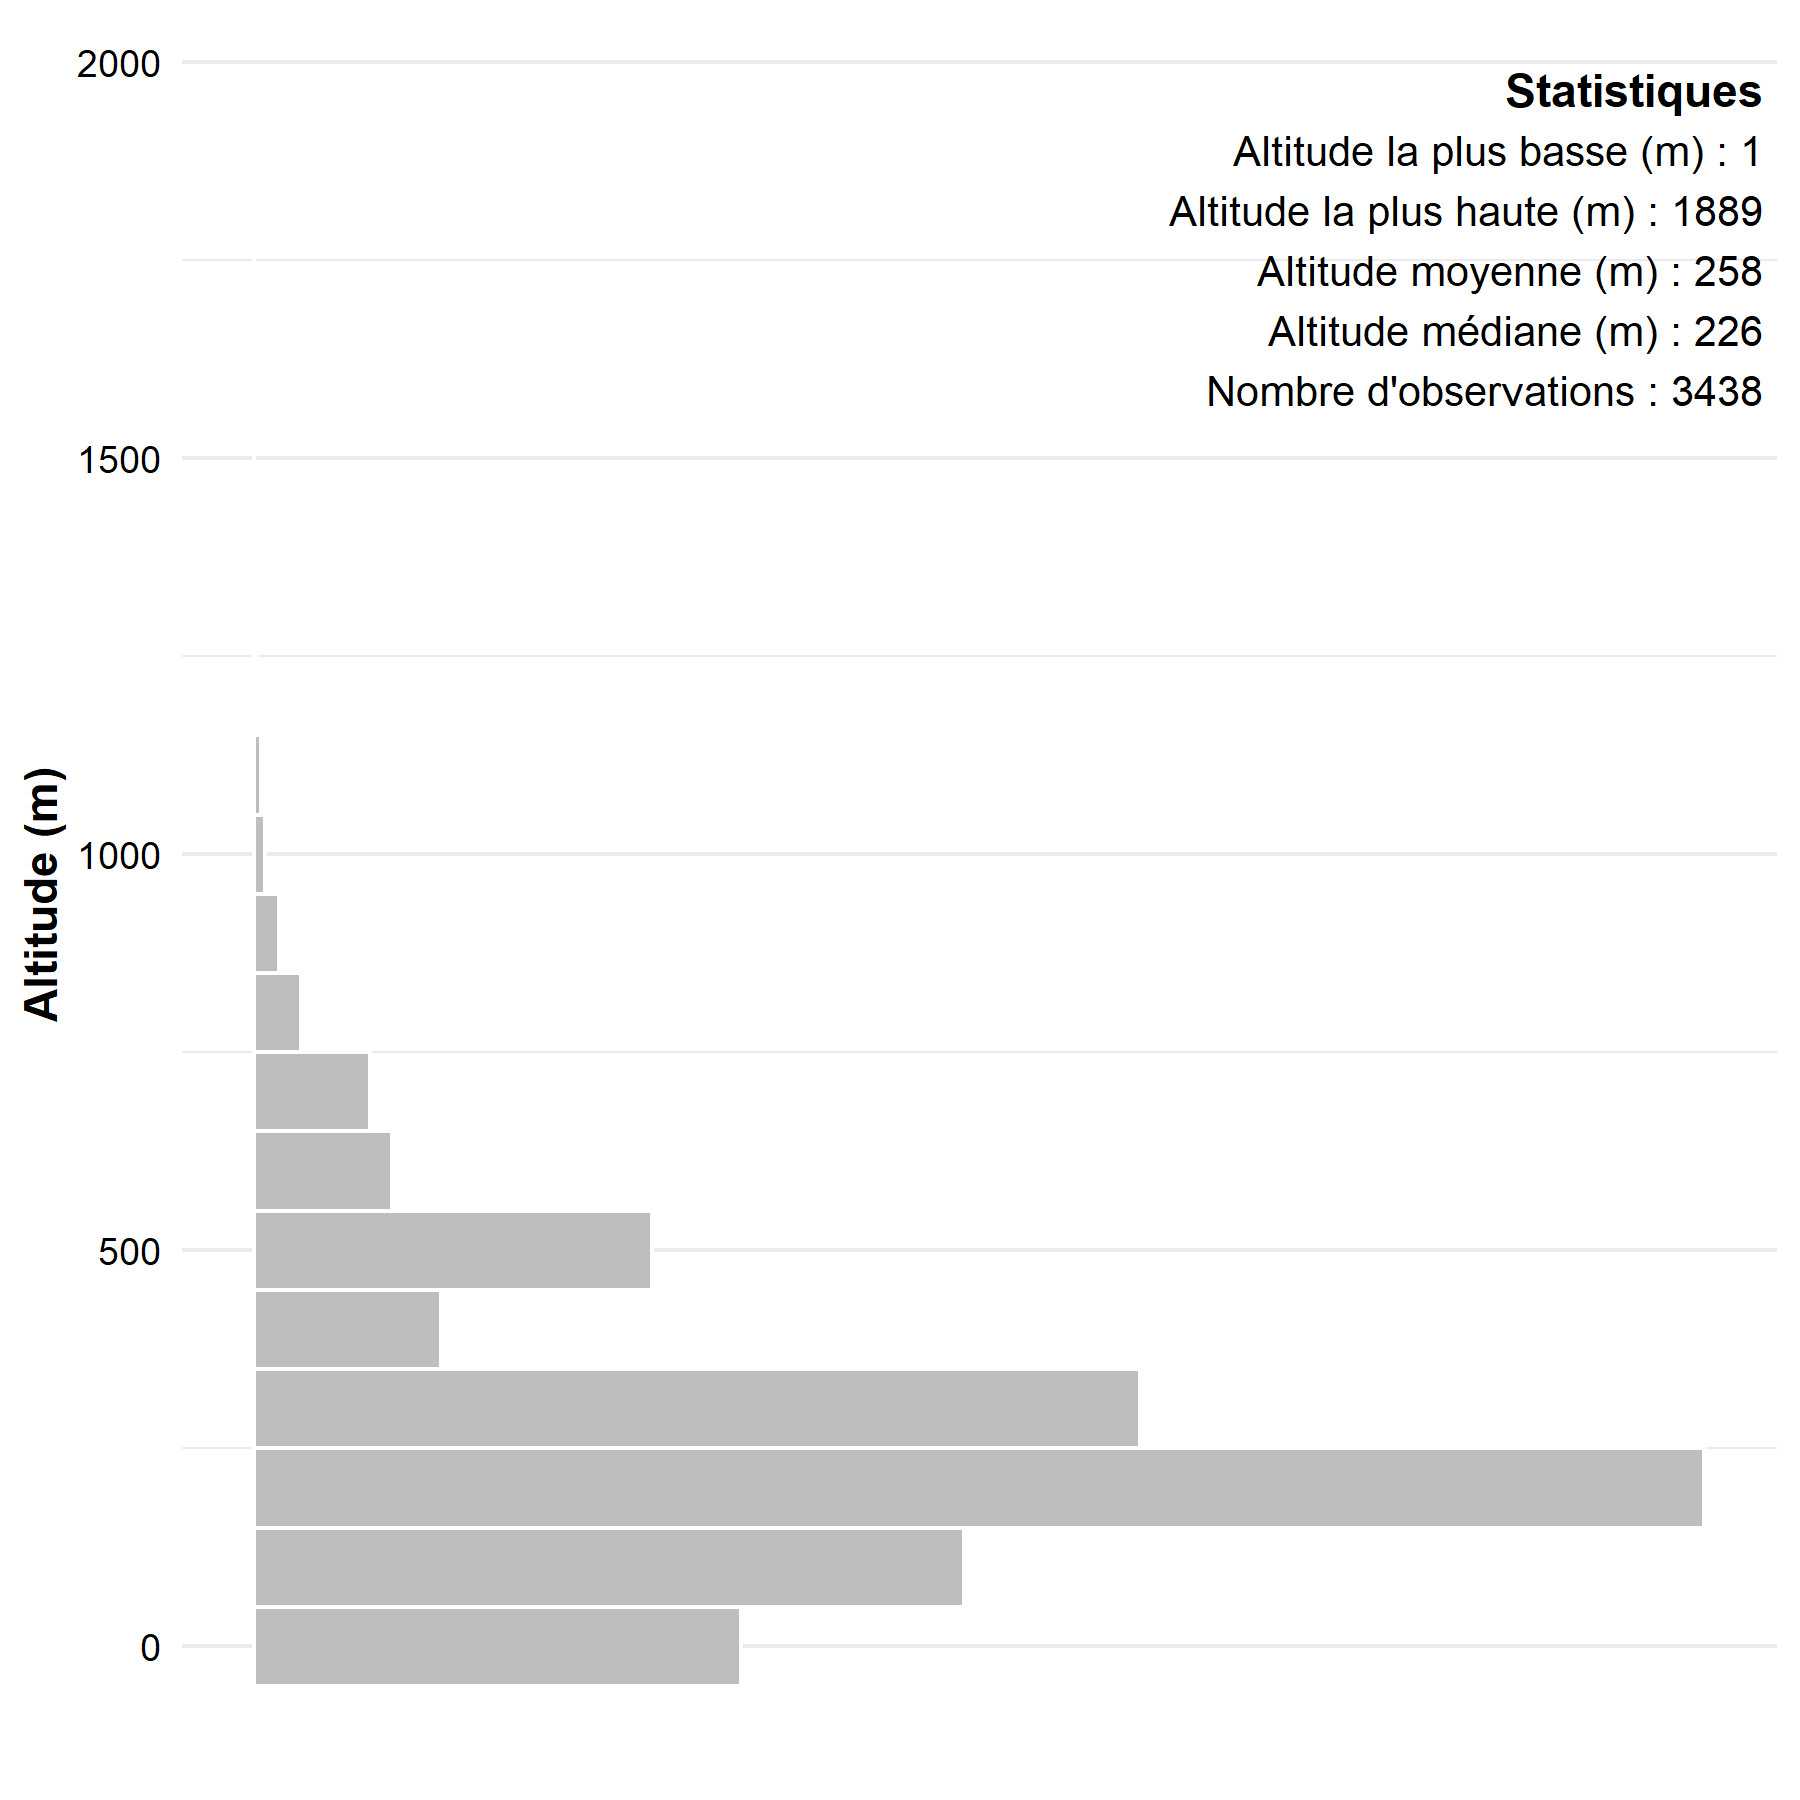 2000
Statistiques
Altitude la plus basse (m) : 1
Altitude la plus haute (m) : 1889
Altitude moyenne (m) : 258
Altitude médiane (m) : 226
Nombre d'observations : 3438
1500
Altitude (m)
1000
500
0